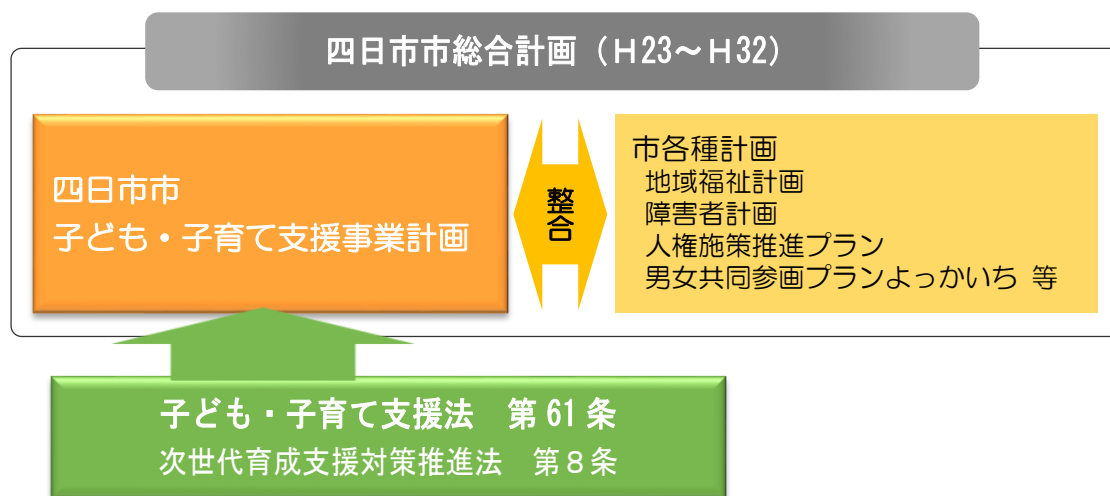 四日市市総合計画（Ｈ23～Ｈ32）
四日市市
子ども・子育て支援事業計画
整合
市各種計画
地域福祉計画
障害者計画
人権施策推進プラン
男女共同参画プランよっかいち 等
子ども・子育て支援法　第 61 条
次世代育成支援対策推進法　第８条